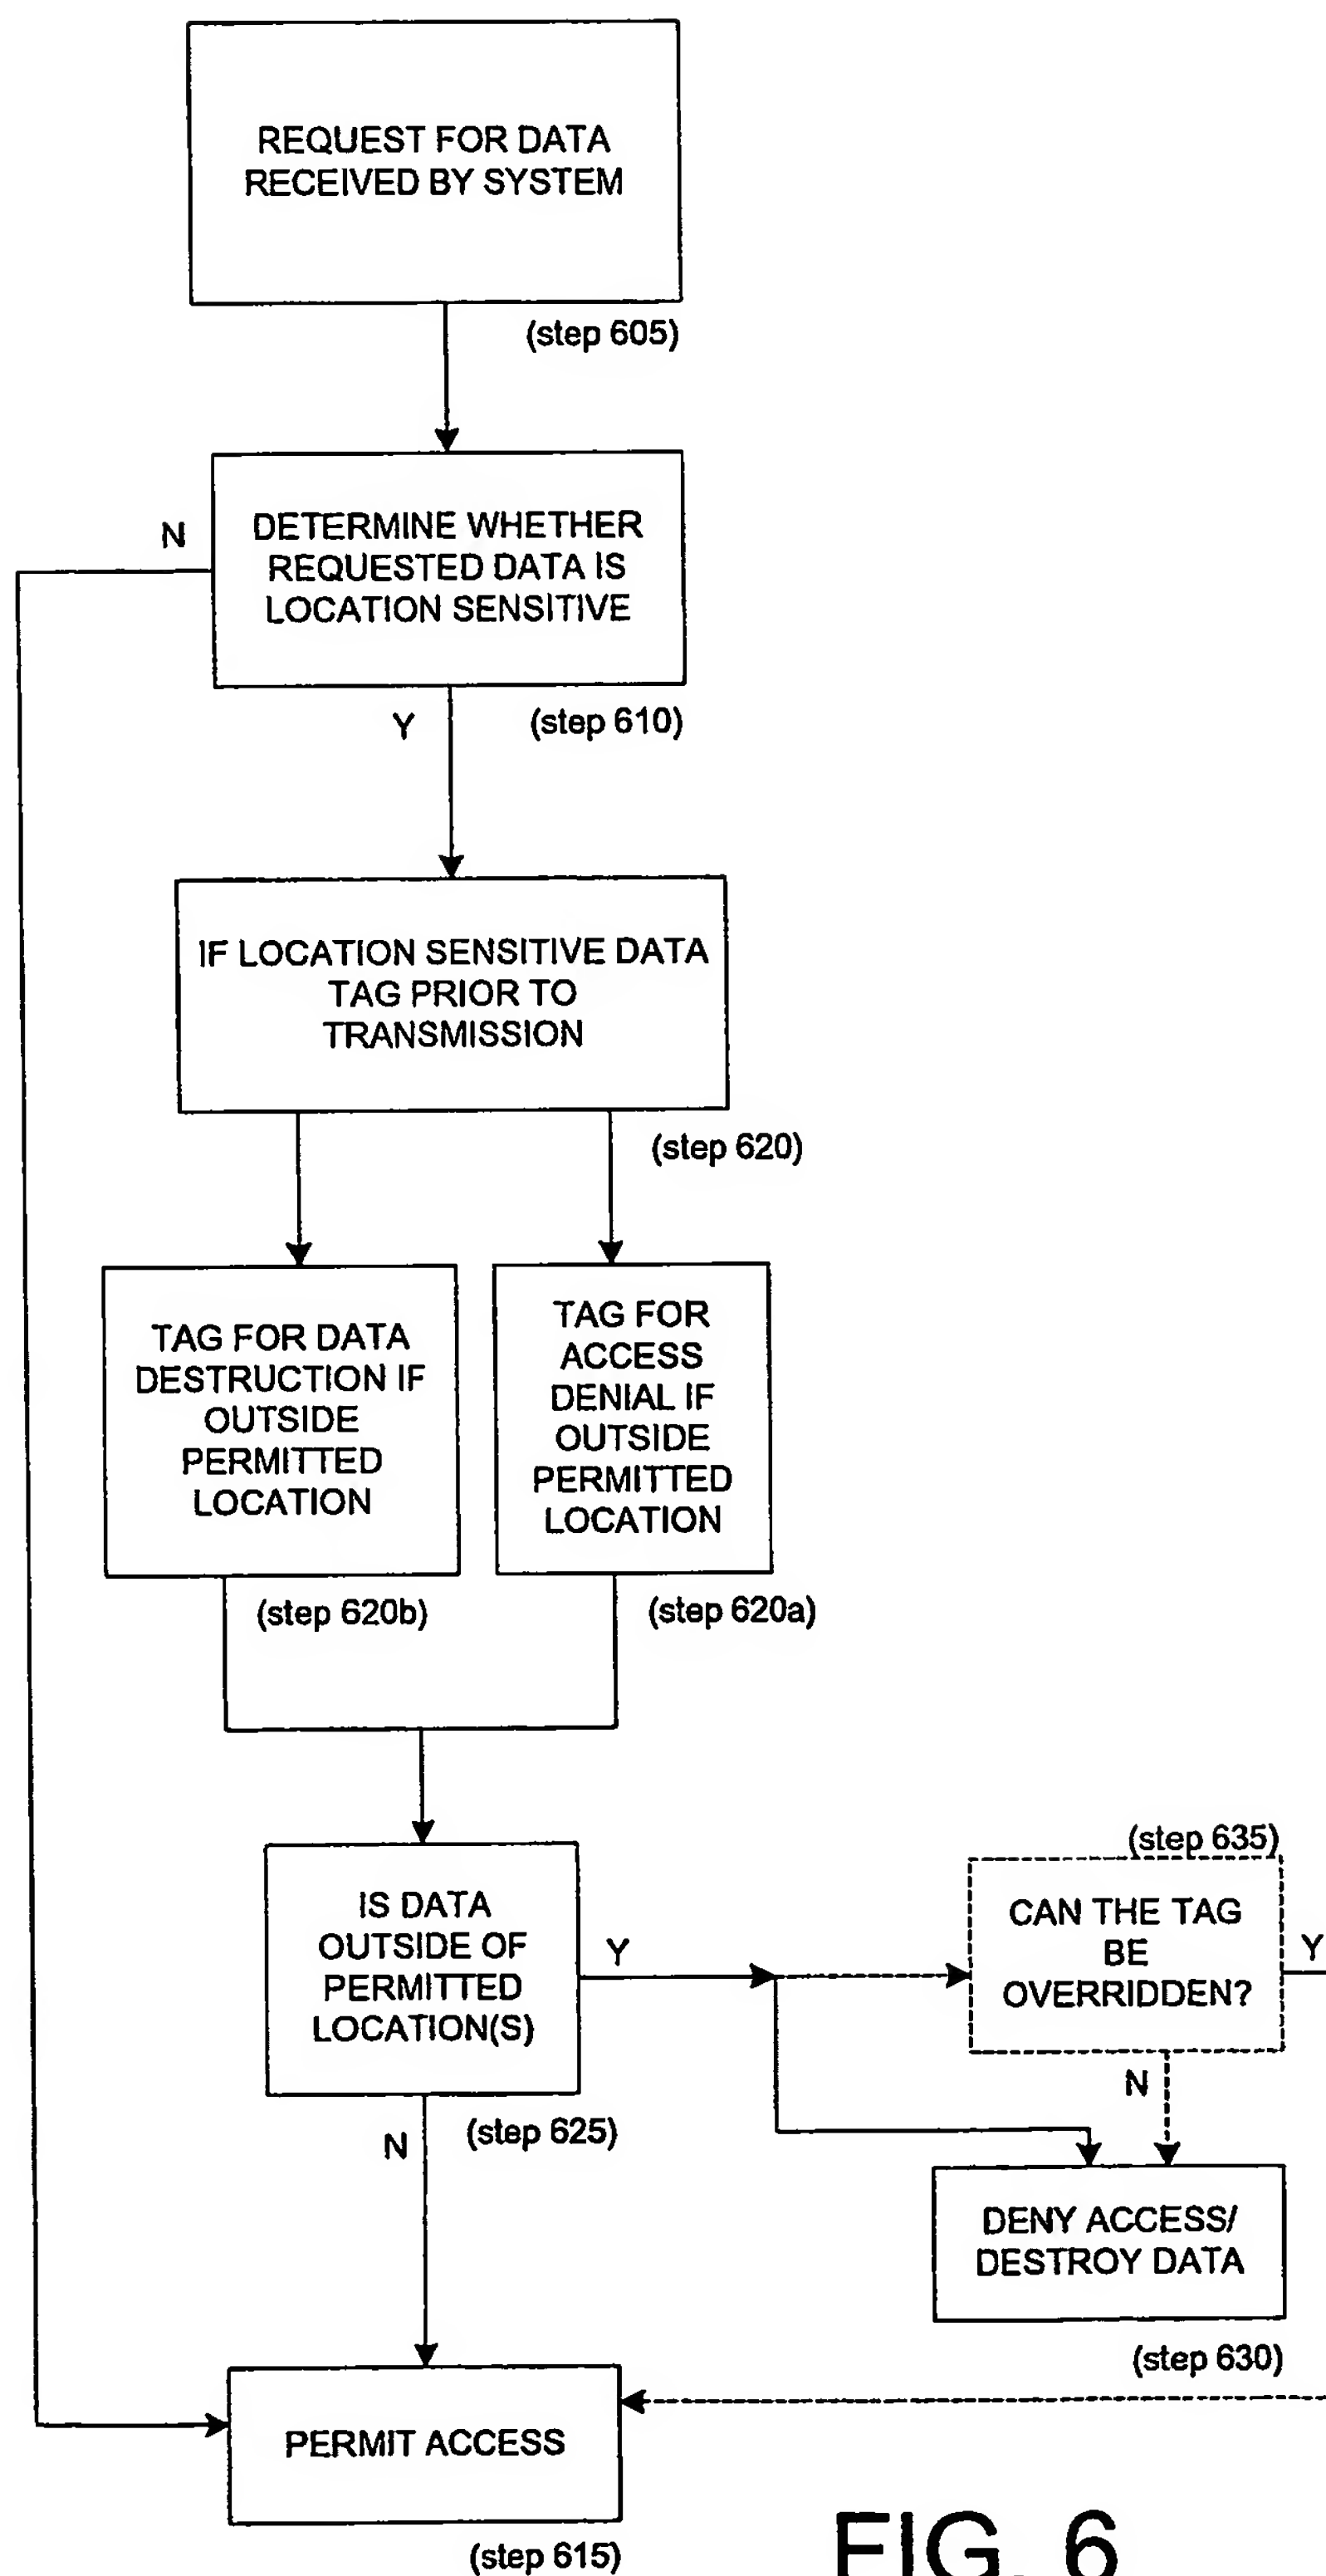 REQUEST FOR DATA
RECEIVED BY SYSTEM
(step 605)
N
DETERMINE WHETHER
REQUESTED DATA IS
LOCATION SENSITIVE
Y
(step 610)
IF LOCATION SENSITIVE DATA
TAG PRIOR TO
TRANSMISSION
(step 620)
TAG FOR DATA
DESTRUCTION IF
OUTSIDE
PERMITTED
LOCATION
(step 620b)
TAG FOR
ACCESS
DENIAL IF
OUTSIDE
PERMITTED
LOCATION
(step 620a)
IS DATA
OUTSIDE OF
PERMITTED
LOCATION(S)
Y
(step 625)
N
(step 635)
CAN THE TAG
BE
OVERRIDDEN?
Y
N
DENY ACCESS/
DESTROY DATA
(step 630)
PERMIT ACCESS
(step 615)
FIG. 6